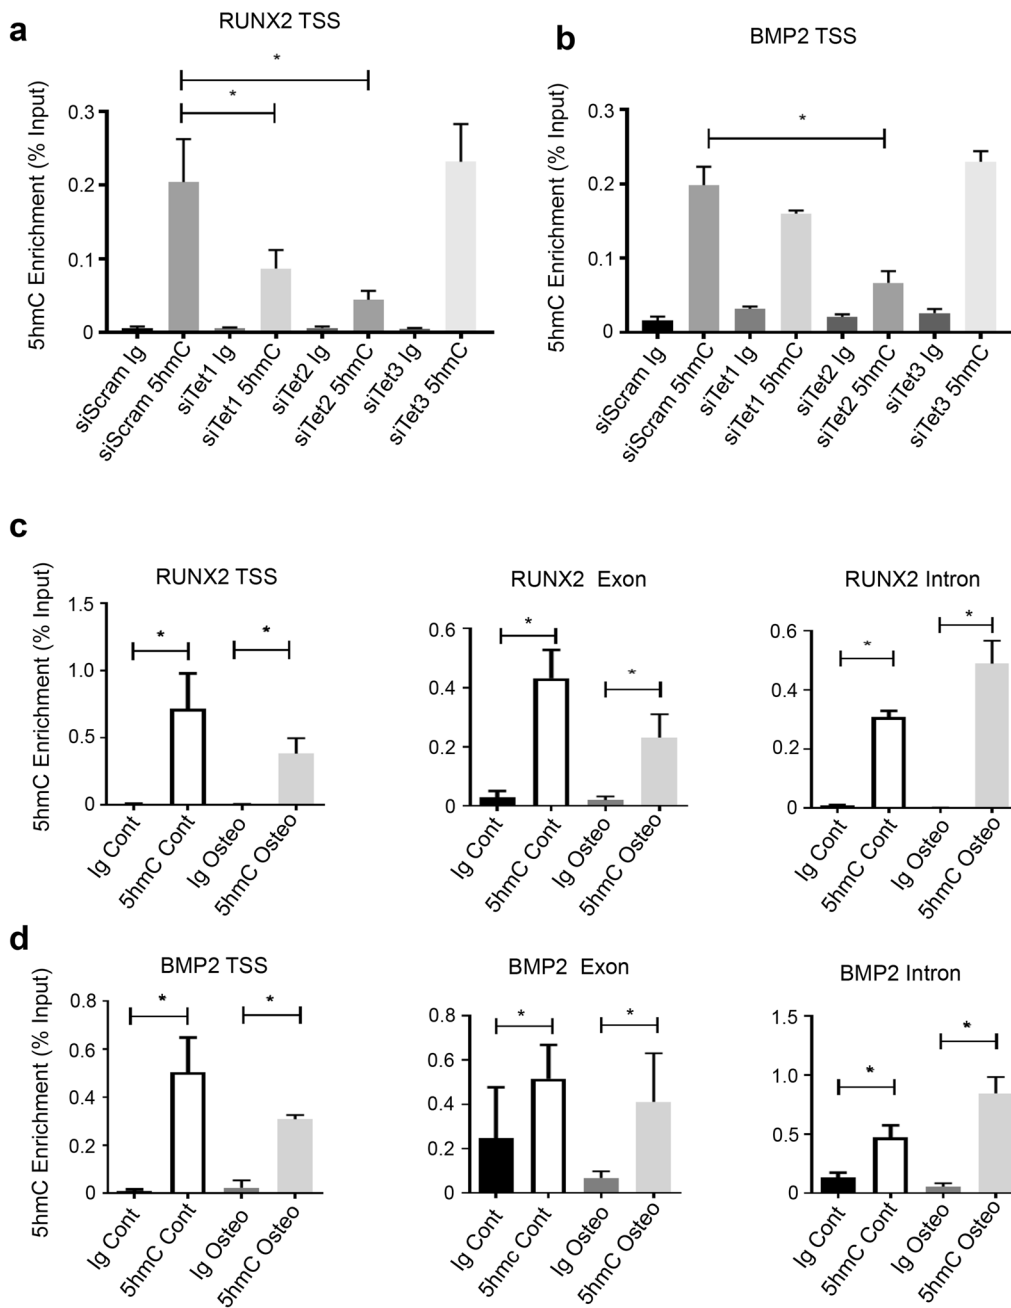 a
RUNX2 TSS
*
*
5hmC Enrichment (% Input)
0.3
0.2
0.1
0
siScram Ig
siScram 5hmC
siTet1 Ig
siTet1 5hmC
siTet2 Ig
siTet2 5hmC
siTet3 Ig
siTet3 5hmC
b
BMP2 TSS
*
5hmC Enrichment (% Input)
0.3
0.2
0.1
0
siScram Ig
siScram 5hmC
siTet1 Ig
siTet1 5hmC
siTet2 Ig
siTet2 5hmC
siTet3 Ig
siTet3 5hmC
c
RUNX2 TSS
5hmC Enrichment (% Input)
1.5
1.0
0.5
0
*
*
Ig Cont
5hmC Cont
Ig Osteo
5hmC Osteo
RUNX2 Exon
0.6
0.4
0.2
0
*
*
Ig Cont
5hmC Cont
Ig Osteo
5hmC Osteo
RUNX2 Intron
0.6
0.4
0.2
0
*
*
Ig Cont
5hmC Cont
Ig Osteo
5hmC Osteo
d
BMP2 TSS
5hmC Enrichment (% Input)
0.8
0.6
0.4
0.2
0
*
*
Ig Cont
5hmC Cont
Ig Osteo
5hmC Osteo
BMP2 Exon
0.8
0.6
0.4
0.2
0
*
*
Ig Cont
5hmc Cont
Ig Osteo
5hmC Osteo
BMP2 Intron
1.5
1.0
0.5
0
*
*
Ig Cont
5hmC Cont
Ig Osteo
5hmC Osteo